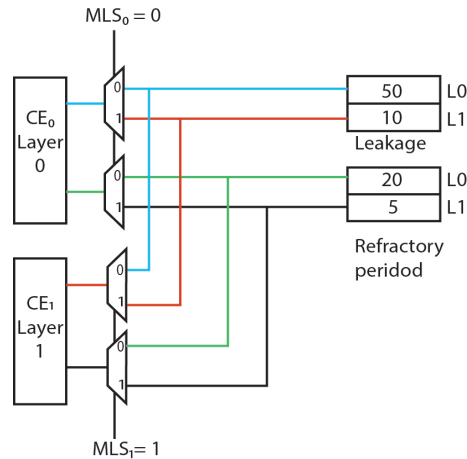 MLS₀ = 0
CE₀
Layer
0
0
1
0
1
50 L0
10 L1
Leakage
20 L0
5 L1
Refractory
peridod
CE₁
Layer
1
0
1
0
1
MLS₁ = 1